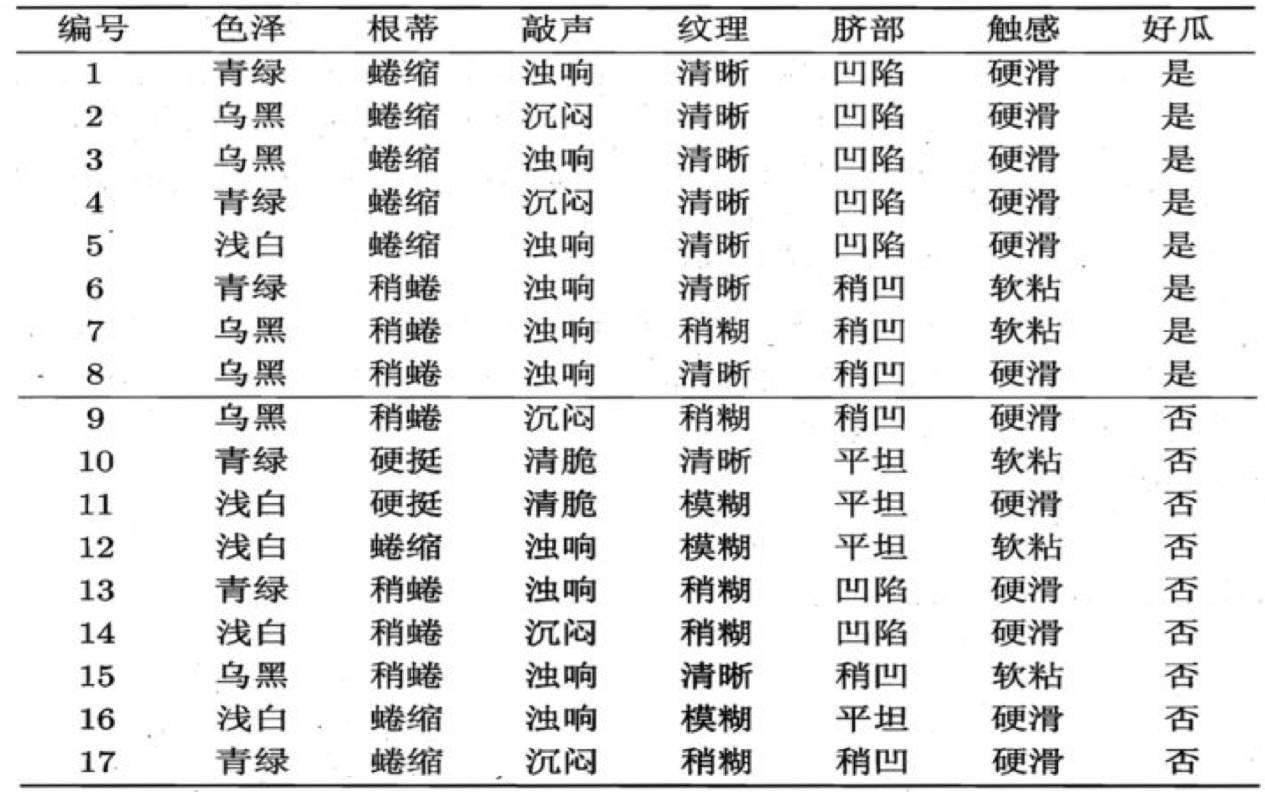 编号 色泽 根蒂 敲声 纹理 脐部 触感 好瓜
1 青绿 蜷缩 浊响 清晰 凹陷 硬滑 是
2 乌黑 蜷缩 沉闷 清晰 凹陷 硬滑 是
3 乌黑 蜷缩 浊响 清晰 凹陷 硬滑 是
4 青绿 蜷缩 沉闷 清晰 凹陷 硬滑 是
5 浅白 蜷缩 浊响 清晰 凹陷 硬滑 是
6 青绿 稍蜷 浊响 清晰 稍凹 软粘 是
7 乌黑 稍蜷 浊响 稍糊 稍凹 软粘 是
8 乌黑 稍蜷 浊响 清晰 稍凹 硬滑 是
9 乌黑 稍蜷 沉闷 稍糊 稍凹 硬滑 否
10 青绿 硬挺 清脆 清晰 平坦 软粘 否
11 浅白 硬挺 清脆 模糊 平坦 硬滑 否
12 浅白 蜷缩 浊响 模糊 平坦 软粘 否
13 青绿 稍蜷 浊响 稍糊 凹陷 硬滑 否
14 浅白 稍蜷 沉闷 稍糊 凹陷 硬滑 否
15 乌黑 稍蜷 浊响 清晰 稍凹 软粘 否
16 浅白 蜷缩 浊响 模糊 平坦 硬滑 否
17 青绿 蜷缩 沉闷 稍糊 稍凹 硬滑 否